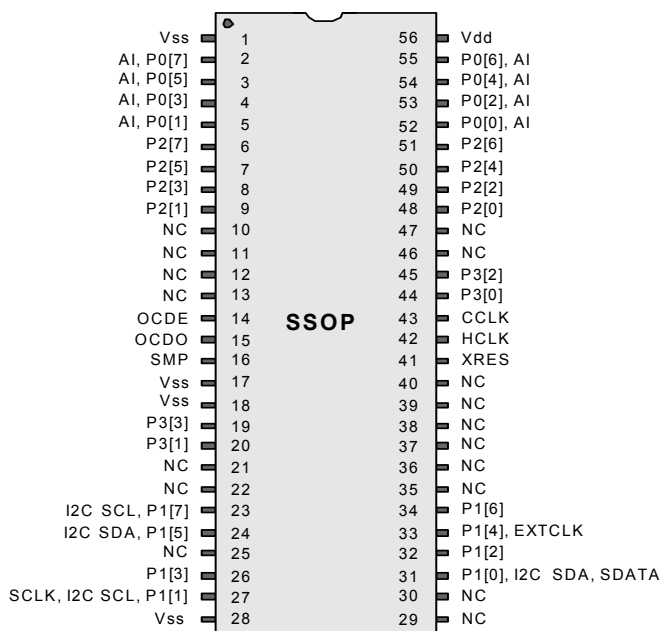 Vss 1 56 Vdd
AI, P0[7] 2 55 P0[6], AI
AI, P0[5] 3 54 P0[4], AI
AI, P0[3] 4 53 P0[2], AI
AI, P0[1] 5 52 P0[0], AI
P2[7] 6 51 P2[6]
P2[5] 7 50 P2[4]
P2[3] 8 49 P2[2]
P2[1] 9 48 P2[0]
NC 10 47 NC
NC 11 46 NC
NC 12 45 P3[2]
NC 13 44 P3[0]
OCDE 14 SSOP 43 CCLK
OCDO 15 42 HCLK
SMP 16 41 XRES
Vss 17 40 NC
Vss 18 39 NC
P3[3] 19 38 NC
P3[1] 20 37 NC
NC 21 36 NC
NC 22 35 NC
I2C SCL, P1[7] 23 34 P1[6]
I2C SDA, P1[5] 24 33 P1[4], EXTCLK
NC 25 32 P1[2]
P1[3] 26 31 P1[0], I2C SDA, SDATA
SCLK, I2C SCL, P1[1] 27 30 NC
Vss 28 29 NC